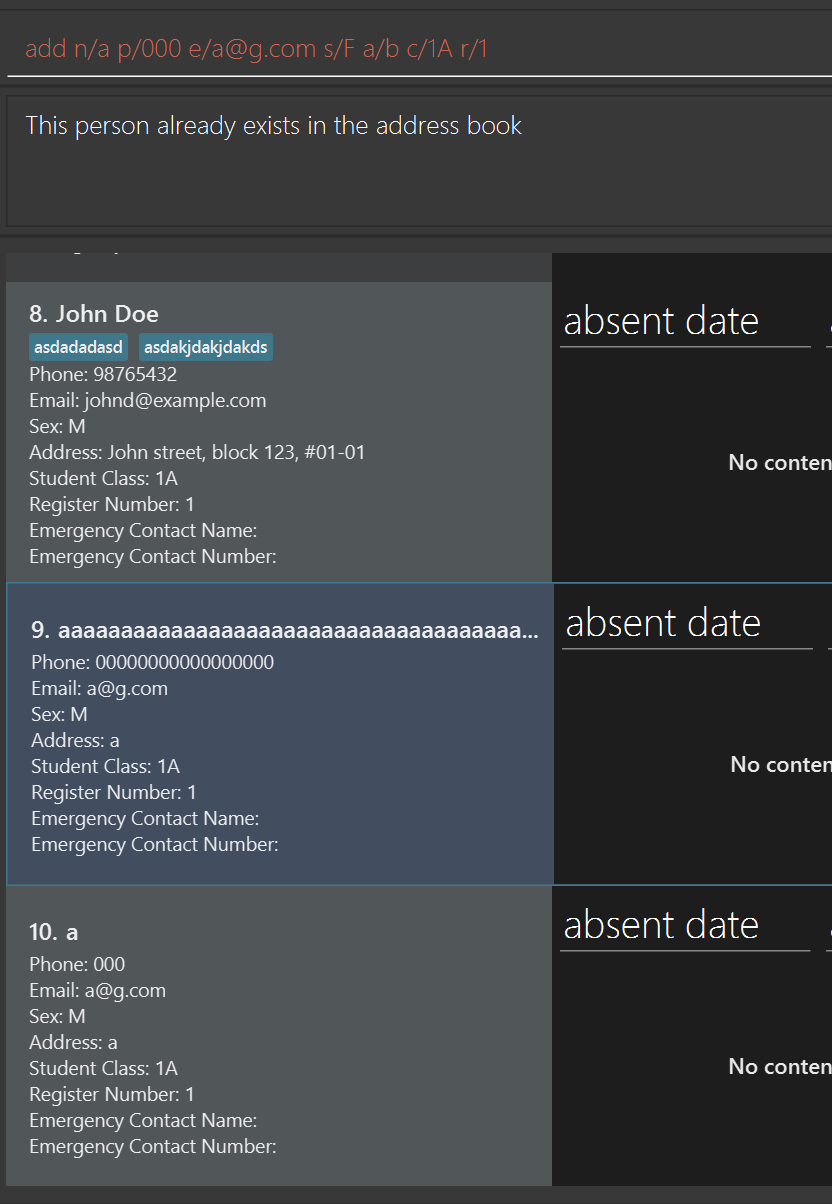 add n/a p/000 e/a@g.com s/F a/b c/1A r/1
This person already exists in the address book
8. John Doe
asdadadasd asdakjdakjdakds
Phone: 98765432
Email: johnd@example.com
Sex: M
Address: John street, block 123, #01-01
Student Class: 1A
Register Number: 1
Emergency Contact Name:
Emergency Contact Number:
absent date
No conten
9. aaaaaaaaaaaaaaaaaaaaaaaaaaaaaaaaaaaaa...
Phone: 00000000000000000
Email: a@g.com
Sex: M
Address: a
Student Class: 1A
Register Number: 1
Emergency Contact Name:
Emergency Contact Number:
absent date
No conten
10. a
Phone: 000
Email: a@g.com
Sex: M
Address: a
Student Class: 1A
Register Number: 1
Emergency Contact Name:
Emergency Contact Number:
absent date
No conten